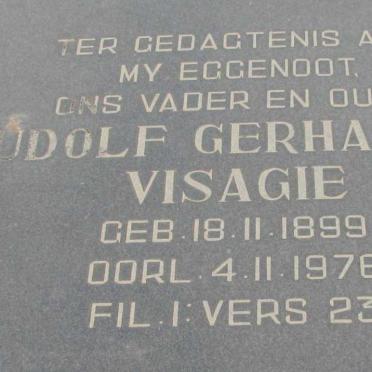 TER GEDAGTENIS A
MY EGGENOOT,
ONS VADER EN OU
UDOLF GERHA
VISAGIE
GEB. 18.11.1899
OORL. 4.11.1976
FIL. 1: VERS 23